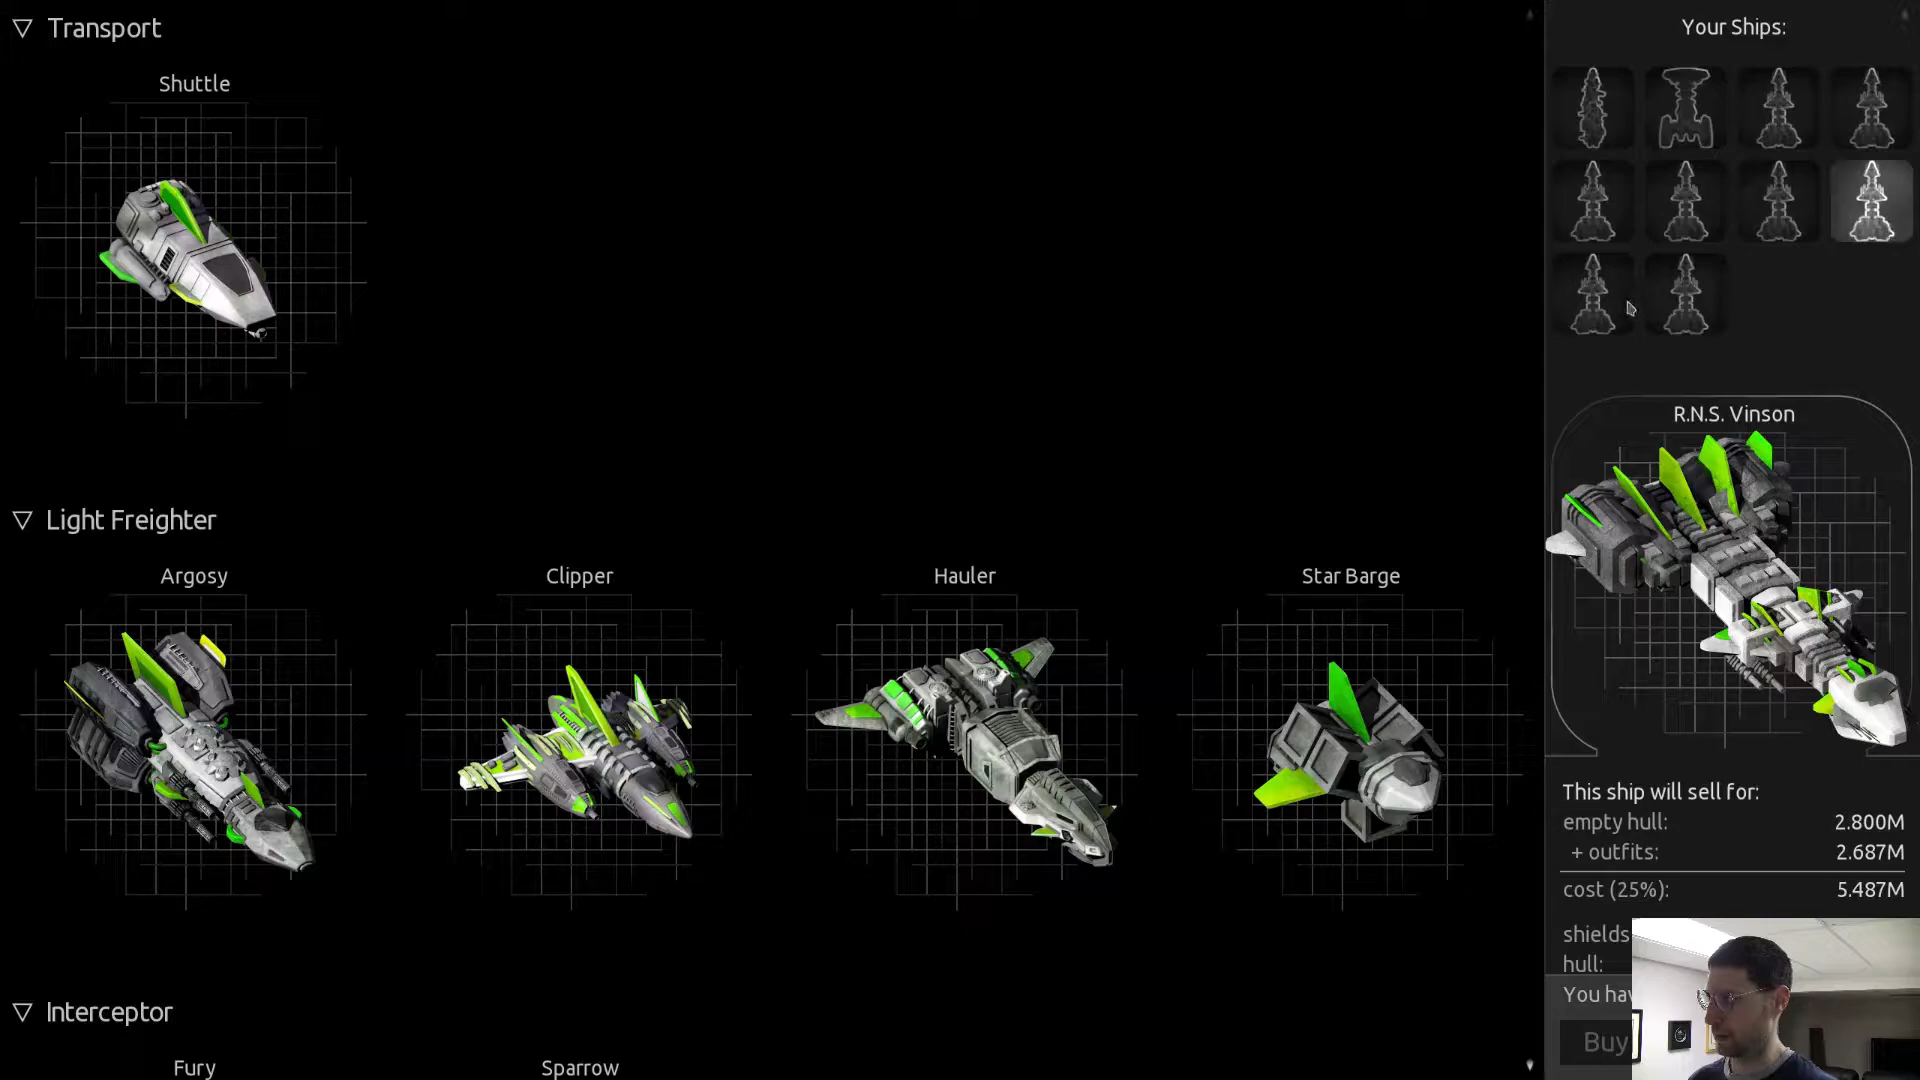 Transport
Shuttle
Light Freighter
Argosy
Clipper
Hauler
Star Barge
Interceptor
Fury
Sparrow
Your Ships:
R.N.S. Vinson
This ship will sell for:
empty hull: 2.800M
+ outfits: 2.687M
cost (25%): 5.487M
shields
hull:
You
Buy